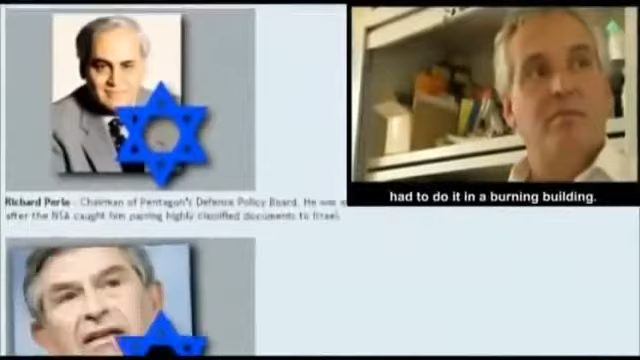 had to do it in a burning building.
Richard Perle - Chairman of Pentagon's Defense Policy Board. He was
after the NSA caught him passing highly classified documents to Israel.